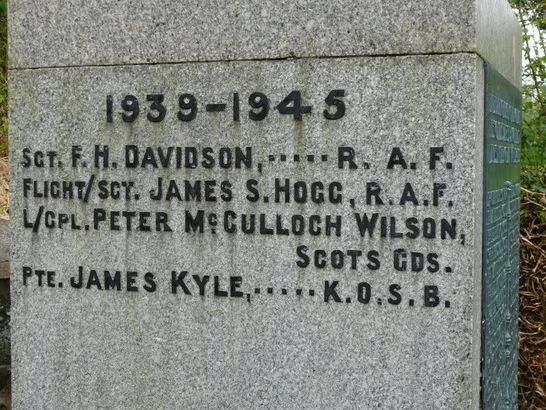 1939-1945
SGT. F. H. DAVIDSON,.....R. A. F.
FLIGHT/SGT. JAMES S. HOGG, R.A.F.
L/CPL. PETER MCCULLOCH WILSON,
SCOTS GDS.
PTE. JAMES KYLE,.....K.O.S.B.